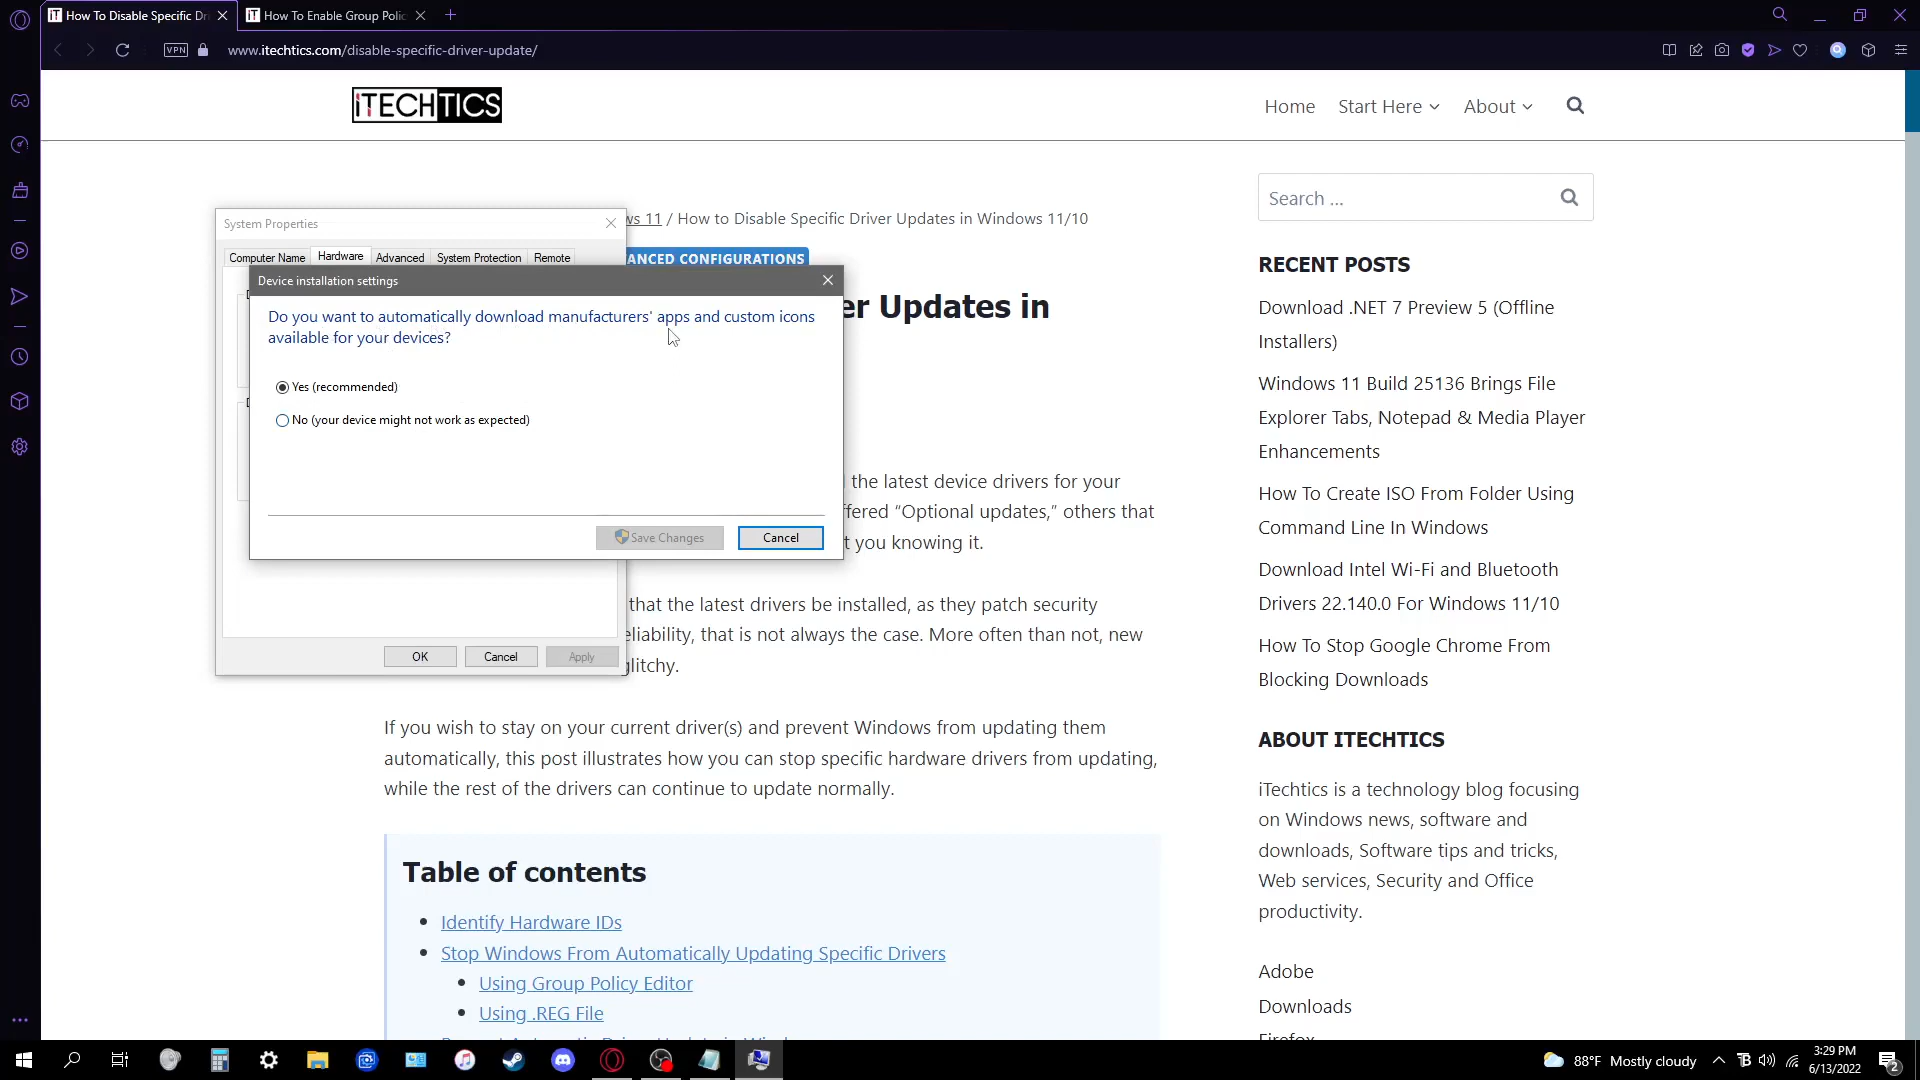 How To Disable Specific Dri
How To Enable Group Polic
VPN
www.itechtics.com/disable-specific-driver-update/
iTECHTICS
Home
Start Here
About
Search ...
ws 11 / How to Disable Specific Driver Updates in Windows 11/10
ANCED CONFIGURATIONS
er Updates in
System Properties
Computer Name
Hardware
Advanced
System Protection
Remote
Device installation settings
Do you want to automatically download manufacturers' apps and custom icons
available for your devices?
Yes (recommended)
No (your device might not work as expected)
Save Changes
Cancel
OK
Cancel
Apply
the latest device drivers for your
ffered “Optional updates,” others that
t you knowing it.
that the latest drivers be installed, as they patch security
eliability, that is not always the case. More often than not, new
glitchy.
If you wish to stay on your current driver(s) and prevent Windows from updating them
automatically, this post illustrates how you can stop specific hardware drivers from updating,
while the rest of the drivers can continue to update normally.
Table of contents
Identify Hardware IDs
Stop Windows From Automatically Updating Specific Drivers
Using Group Policy Editor
Using .REG File
RECENT POSTS
Download .NET 7 Preview 5 (Offline
Installers)
Windows 11 Build 25136 Brings File
Explorer Tabs, Notepad & Media Player
Enhancements
How To Create ISO From Folder Using
Command Line In Windows
Download Intel Wi-Fi and Bluetooth
Drivers 22.140.0 For Windows 11/10
How To Stop Google Chrome From
Blocking Downloads
ABOUT ITECHTICS
iTechtics is a technology blog focusing
on Windows news, software and
downloads, Software tips and tricks,
Web services, Security and Office
productivity.
Adobe
Downloads
Firefox
88°F Mostly cloudy
3:29 PM
6/13/2022
2